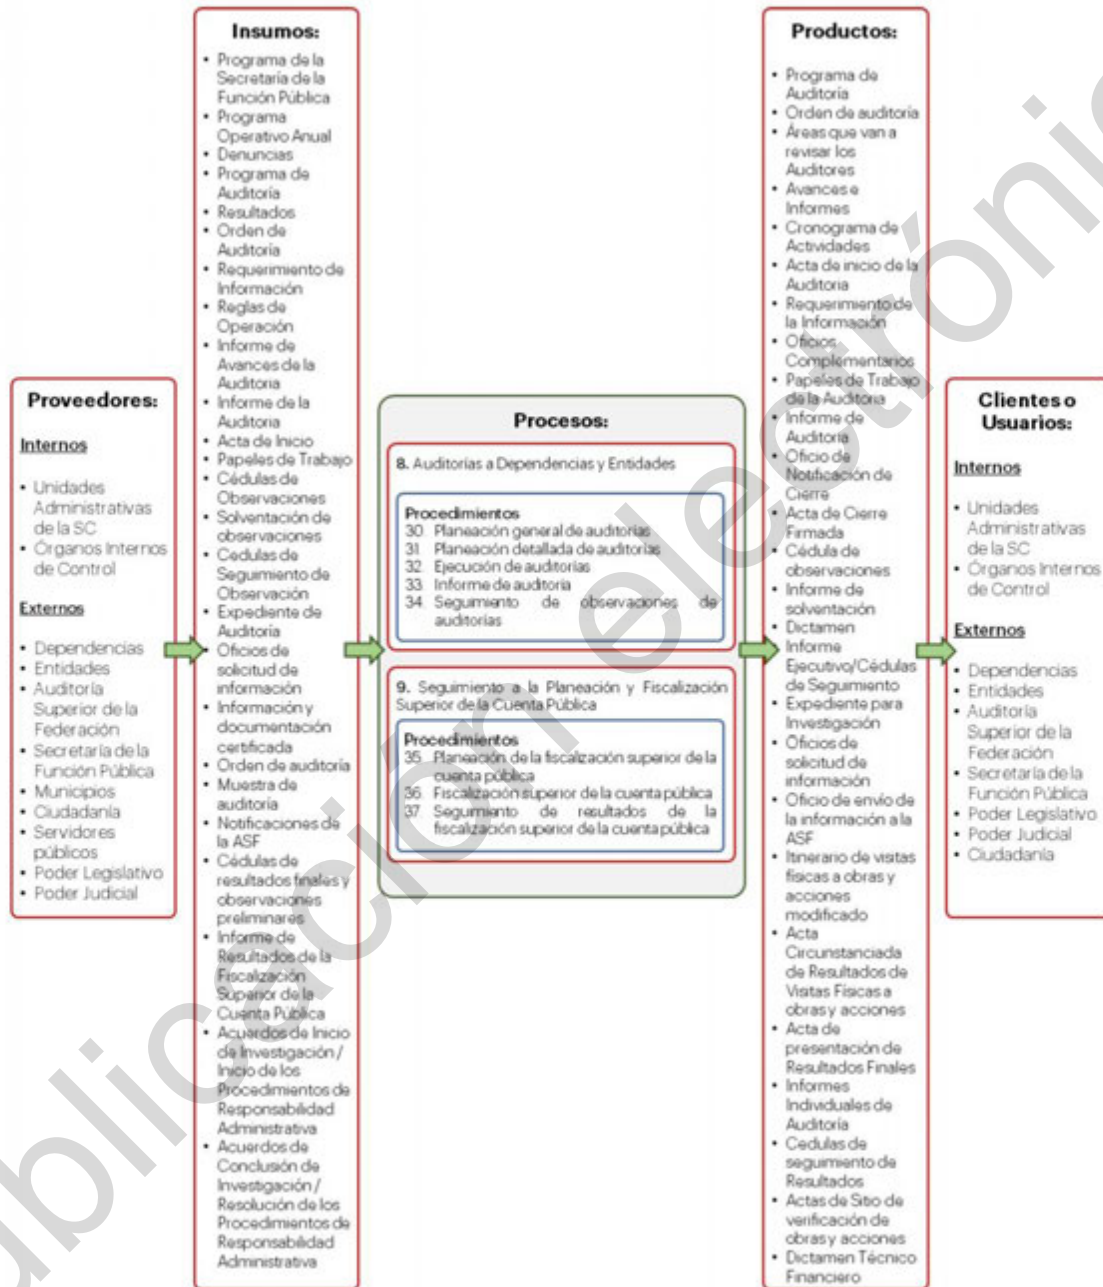 Proveedores:
Internos
• Unidades
Administrativas
de la SC
• Órganos Internos
de Control
Externos
• Dependencias
• Entidades
• Auditoría
Superior de la
Federación
• Secretaría de la
Función Pública
• Municipios
• Ciudadanía
• Servidores
públicos
• Poder Legislativo
• Poder Judicial
Insumos:
• Programa de la
Secretaría de la
Función Pública
• Programa
Operativo Anual
• Denuncias
• Programa de
Auditoría
• Resultados
• Orden de
Auditoría
• Requerimiento de
Información
• Reglas de
Operación
• Informe de
Avances de la
Auditoria
• Informe de la
Auditoria
• Acta de Inicio
• Papeles de Trabajo
• Cédulas de
Observaciones
• Solventación de
observaciones
• Cedulas de
Seguimiento de
Observación
• Expediente de
Auditoría
• Oficios de
solicitud de
información
• Información y
documentación
certificada
• Orden de auditoría
• Muestra de
auditoría
• Notificaciones de
la ASF
• Cédulas de
resultados finales y
observaciones
preliminares
• Informe de
Resultados de la
Fiscalización
Superior de la
Cuenta Pública
• Acuerdos de Inicio
de Investigación /
Inicio de los
Procedimientos de
Responsabilidad
Administrativa
• Acuerdos de
Conclusión de
Investigación /
Resolución de los
Procedimientos de
Responsabilidad
Administrativa
Procesos:
8. Auditorías a Dependencias y Entidades
Procedimientos
30 Planeación general de auditorías
31 Planeación detallada de auditorías
32 Ejecución de auditorías
33 Informe de auditoría
34 Seguimiento de observaciones de
auditorías
9. Seguimiento a la Planeación y Fiscalización
Superior de la Cuenta Pública
Procedimientos
35 Planeación de la fiscalización superior de la
cuenta pública
36 Fiscalización superior de la cuenta pública
37 Seguimiento de resultados de la
fiscalización superior de la cuenta pública
Productos:
• Programa de
Auditoría
• Orden de auditoría
• Áreas que van a
revisar los
Auditores
• Avances e
Informes
• Cronograma de
Actividades
• Acta de inicio de la
Auditoria
• Requerimiento de
la Información
• Oficios
Complementarios
• Papeles de Trabajo
de la Auditoria
• Informe de
Auditoría
• Oficio de
Notificación de
Cierre
• Acta de Cierre
Firmada
• Cédula de
observaciones
• Informe de
solventación
• Dictamen
• Informe
Ejecutivo/Cédulas
de Seguimiento
• Expediente para
Investigación
• Oficios de
solicitud de
información
• Oficio de envío de
la información a la
ASF
• Itinerario de visitas
físicas a obras y
acciones
modificado
• Acta
Circunstanciada
de Resultados de
Visitas Físicas a
obras y acciones
• Acta de
presentación de
Resultados Finales
• Informes
Individuales de
Auditoría
• Cedulas de
seguimiento de
Resultados
• Actas de Sitio de
verificación de
obras y acciones
• Dictamen Técnico
Financiero
Clientes o
Usuarios:
Internos
• Unidades
Administrativas
de la SC
• Órganos Internos
de Control
Externos
• Dependencias
• Entidades
• Auditoría
Superior de la
Federación
• Secretaría de la
Función Pública
• Poder Legislativo
• Poder Judicial
• Ciudadanía
ublicación electrónic